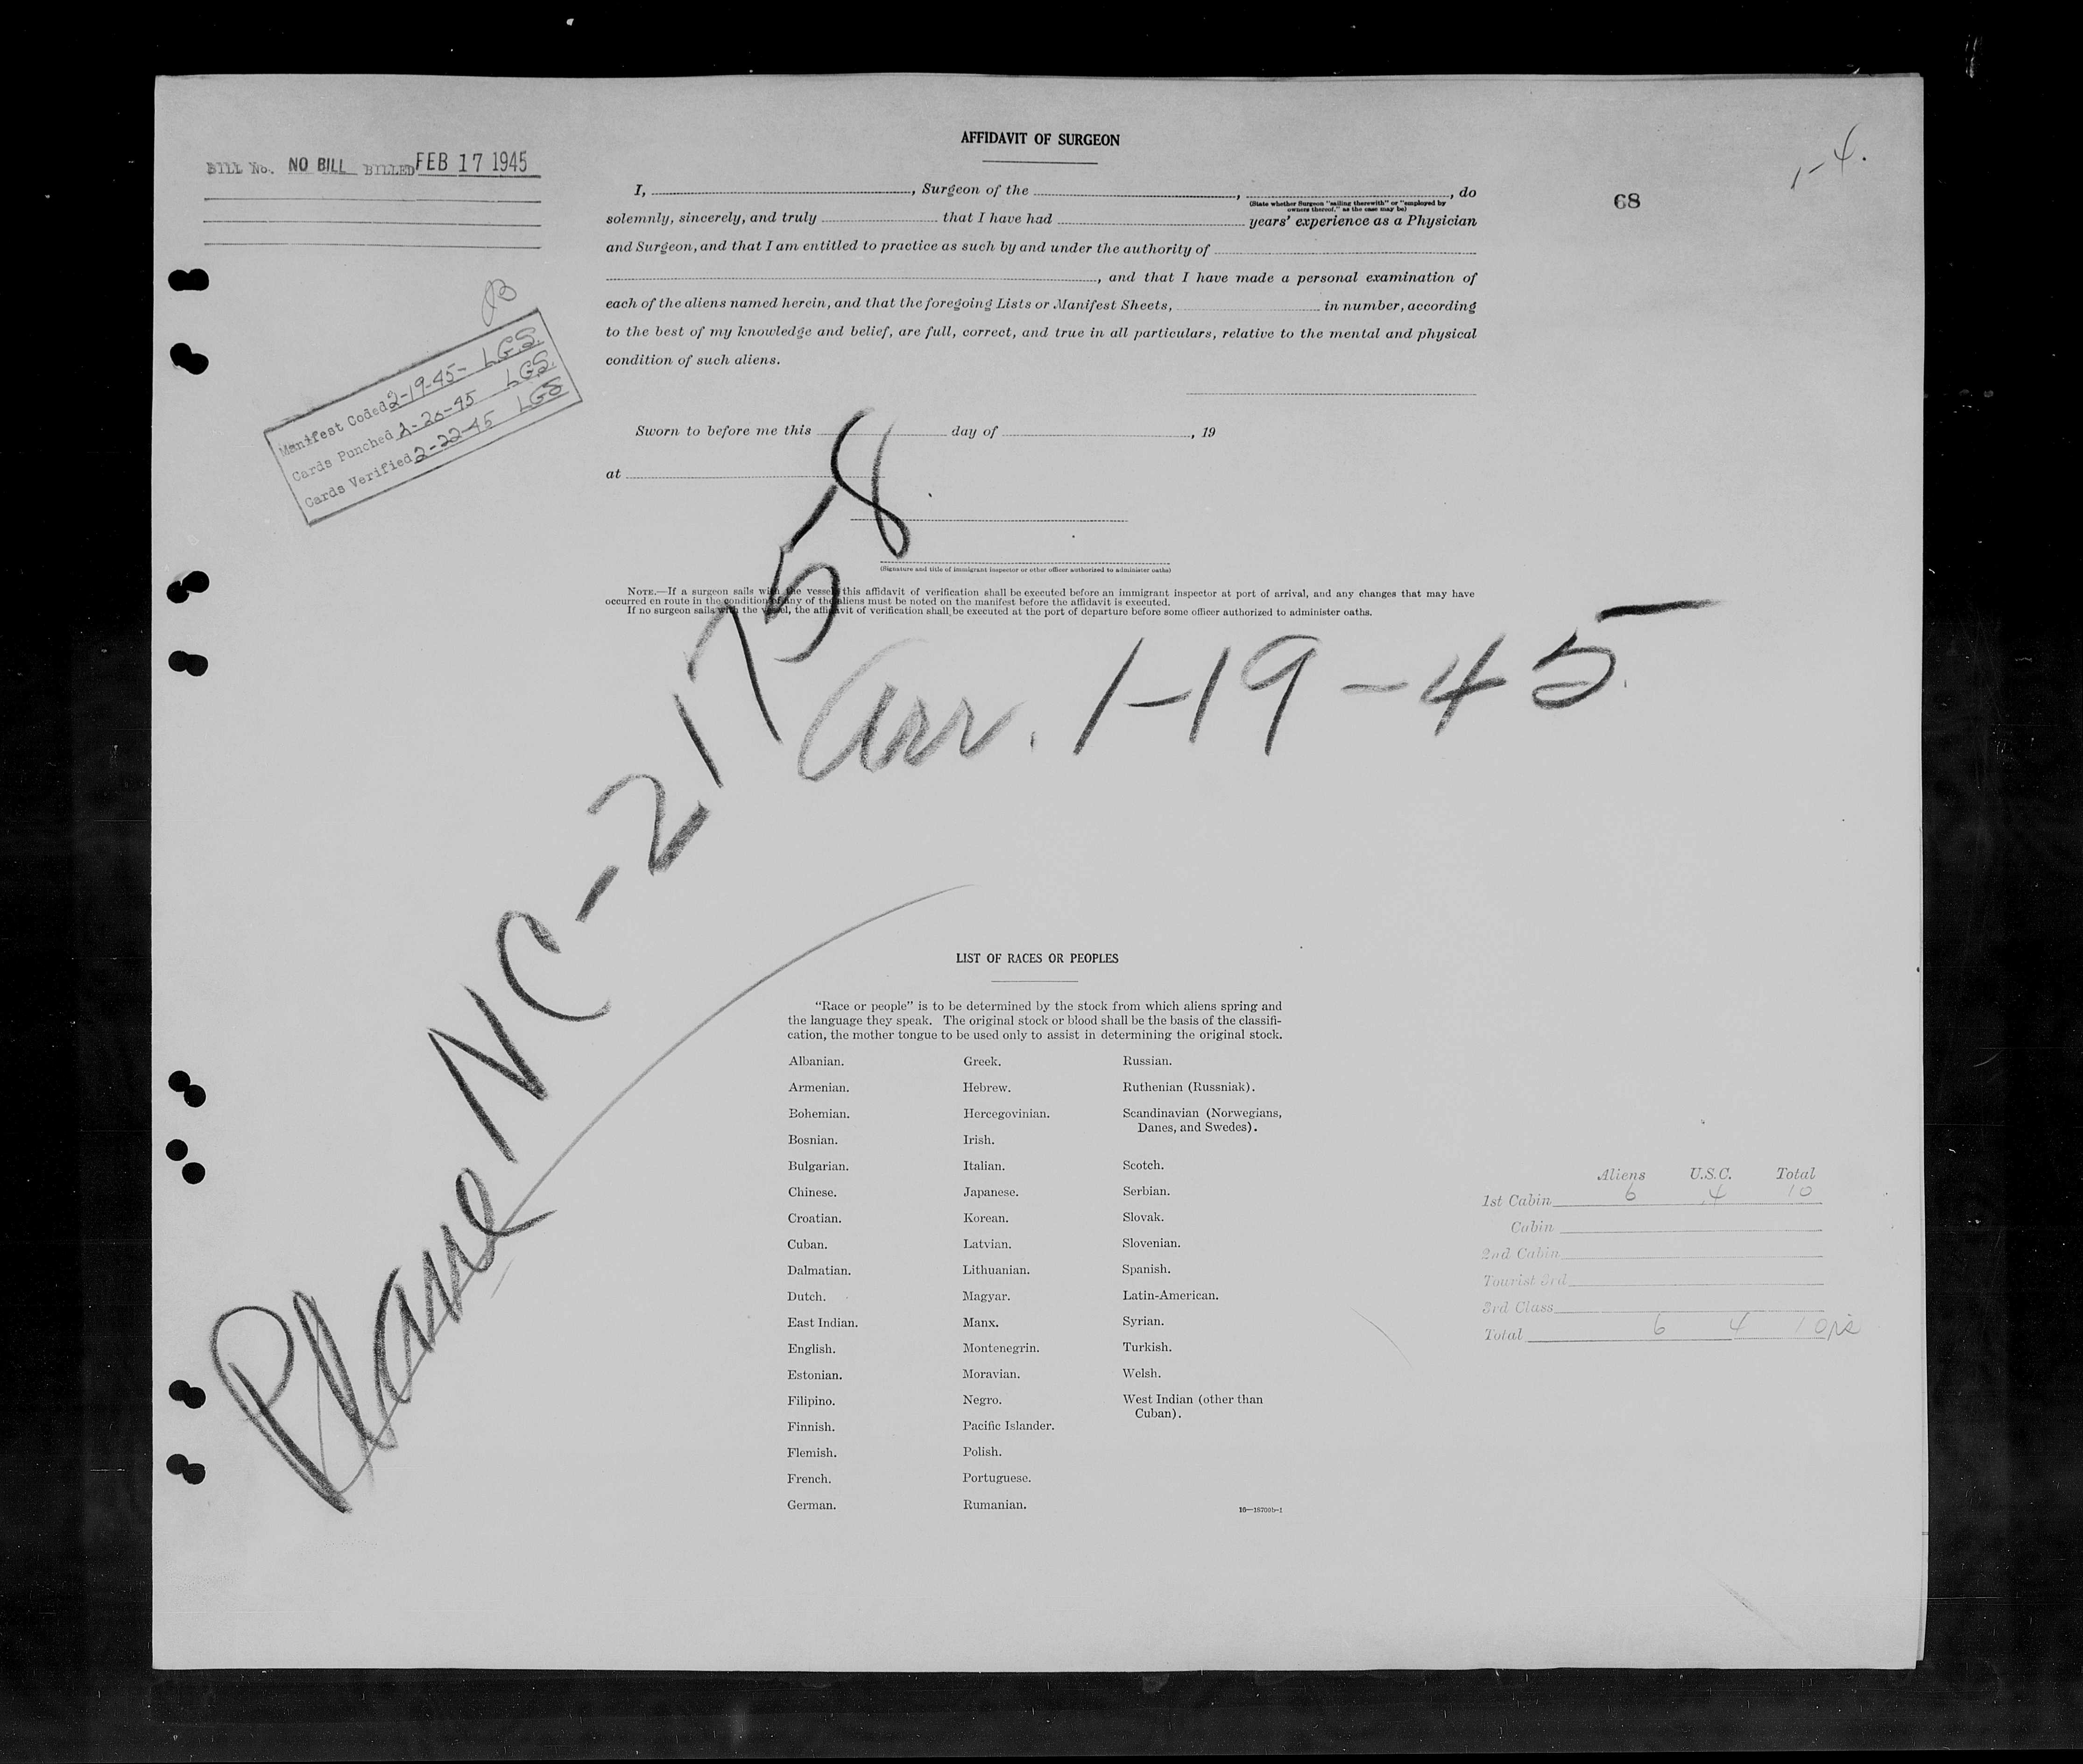 AFFIDAVIT OF SURGEON
BILL No. NO BILL BILLED FEB 17 1945
1-4.
68
I, , Surgeon of the , , do
(State whether Surgeon "sailing therewith" or "employed by
owners thereof," as the case may be)
solemnly, sincerely, and truly that I have had years' experience as a Physician
and Surgeon, and that I am entitled to practice as such by and under the authority of
, and that I have made a personal examination of
each of the aliens named herein, and that the foregoing Lists or Manifest Sheets, in number, according
to the best of my knowledge and belief, are full, correct, and true in all particulars, relative to the mental and physical
condition of such aliens.
Manifest Coded 2-19-45- LGS.
Cards Punched 2-20-45 LGS.
Cards Verified 2-22-45 LGS
Sworn to before me this day of , 19
at
(Signature and title of immigrant inspector or other officer authorized to administer oaths)
NOTE.—If a surgeon sails with the vessel, this affidavit of verification shall be executed before an immigrant inspector at port of arrival, and any changes that may have
occurred en route in the condition of any of the aliens must be noted on the manifest before the affidavit is executed.
If no surgeon sails with the vessel, the affidavit of verification shall be executed at the port of departure before some officer authorized to administer oaths.
Plane NC-21758
Arr. 1-19-45
LIST OF RACES OR PEOPLES
"Race or people" is to be determined by the stock from which aliens spring and
the language they speak. The original stock or blood shall be the basis of the classifi-
cation, the mother tongue to be used only to assist in determining the original stock.
Albanian.
Armenian.
Bohemian.
Bosnian.
Bulgarian.
Chinese.
Croatian.
Cuban.
Dalmatian.
Dutch.
East Indian.
English.
Estonian.
Filipino.
Finnish.
Flemish.
French.
German.
Greek.
Hebrew.
Hercegovinian.
Irish.
Italian.
Japanese.
Korean.
Latvian.
Lithuanian.
Magyar.
Manx.
Montenegrin.
Moravian.
Negro.
Pacific Islander.
Polish.
Portuguese.
Rumanian.
Russian.
Ruthenian (Russniak).
Scandinavian (Norwegians,
Danes, and Swedes).
Scotch.
Serbian.
Slovak.
Slovenian.
Spanish.
Latin-American.
Syrian.
Turkish.
Welsh.
West Indian (other than
Cuban).
16—18700b-1
Aliens U.S.C. Total
1st Cabin 6 4 10
Cabin
2nd Cabin
Tourist 3rd
3rd Class
Total 6 4 10